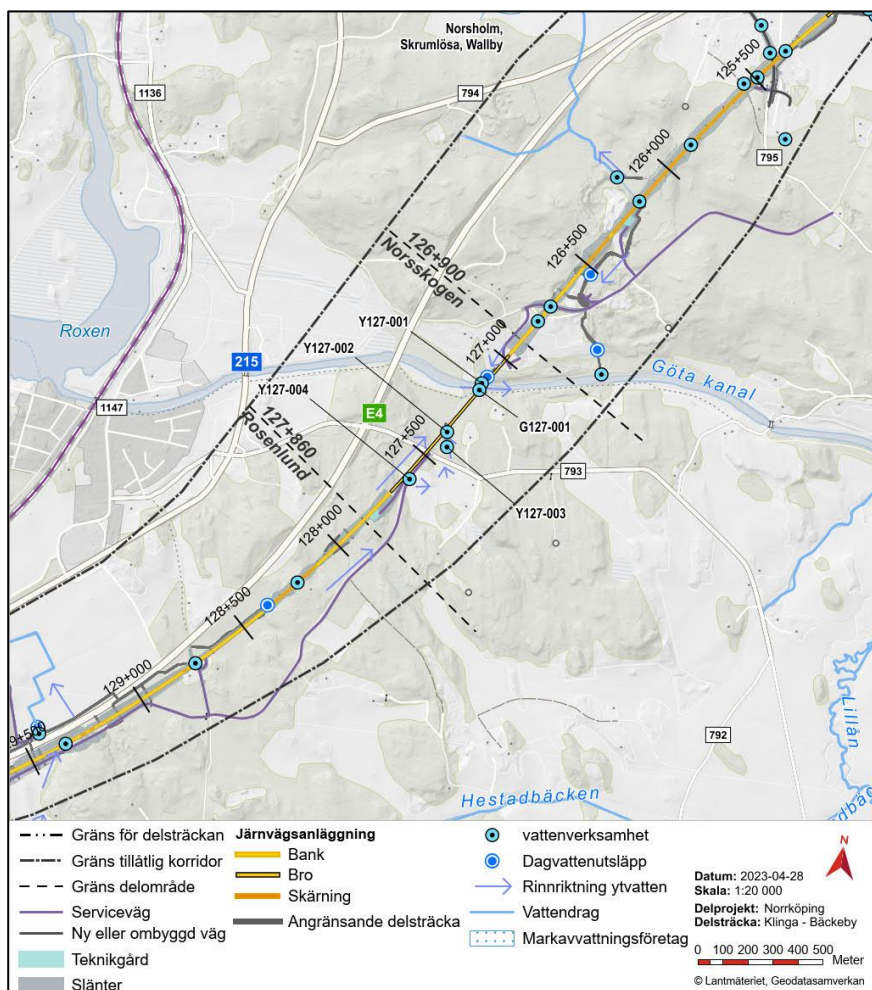 Norsholm,
Skrumlösa, Wallby
125+500
1136
794
126+000
795
126+900
Norsskogen
126+500
Y127-001
127+000
Roxen
Y127-002
215
Göta kanal
Y127-004
1147
E4
127+860
Rosenlund
127+500
G127-001
793
Y127-003
128+000
128+500
129+000
792
Lillån
Hestadbäcken
Gräns för delsträckan
Gräns tillåtlig korridor
Gräns delområde
Serviceväg
Ny eller ombyggd väg
Teknikgård
Slänter
Järnvägsanläggning
Bank
Bro
Skärning
Angränsande delsträcka
vattenverksamhet
Dagvattenutsläpp
Rinnriktning ytvatten
Vattendrag
Markavvattningsföretag
N
Datum: 2023-04-28
Skala: 1:20 000
Delprojekt: Norrköping
Delsträcka: Klinga - Bäckeby
0 100 200 300 400 500
Meter
© Lantmäteriet, Geodatasamverkan